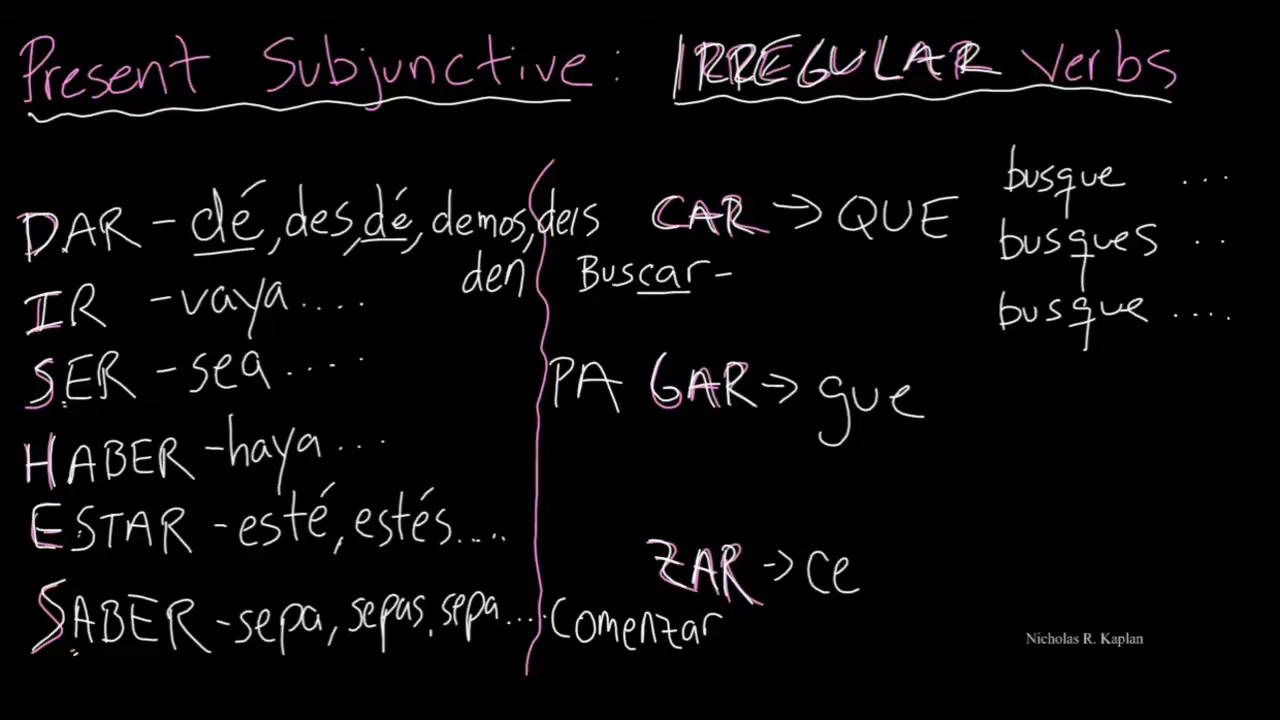 Present Subjunctive: IRREGULAR Verbs
DAR - dé, des, dé, demos, deis
den
IR - vaya....
SER - sea....
HABER - haya...
ESTAR - esté, estés....
SABER - sepa, sepas, sepa....
CAR → QUE
Buscar -
busque ...
busques ..
busque ....
PAGAR → gue
ZAR → ce
Comenzar
Nicholas R. Kaplan